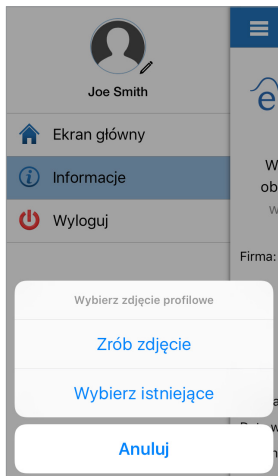 Joe Smith
Ekran główny
Informacje
Wyloguj
Firma:
Wybierz zdjęcie profilowe
Zrób zdjęcie
Wybierz istniejące
Anuluj